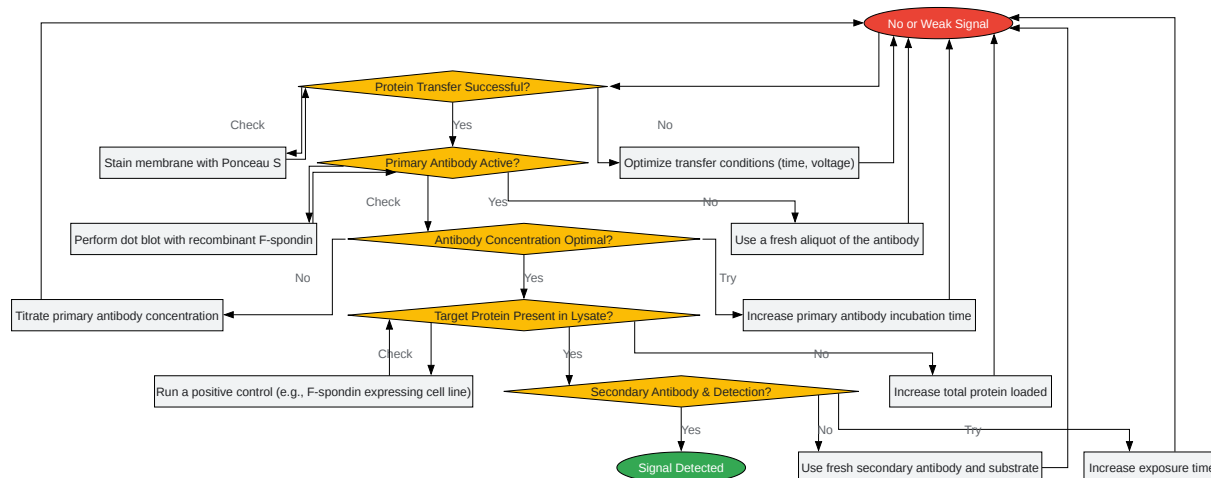 No or Weak Signal
Protein Transfer Successful?
Check
Yes
No
Stain membrane with Ponceau S
Primary Antibody Active?
Optimize transfer conditions (time, voltage)
Check
Yes
No
Perform dot blot with recombinant F-spondin
Antibody Concentration Optimal?
Use a fresh aliquot of the antibody
No
Yes
Try
Titrate primary antibody concentration
Target Protein Present in Lysate?
Increase primary antibody incubation time
Check
Yes
No
Run a positive control (e.g., F-spondin expressing cell line)
Secondary Antibody & Detection?
Increase total protein loaded
Yes
No
Try
Signal Detected
Use fresh secondary antibody and substrate
Increase exposure time